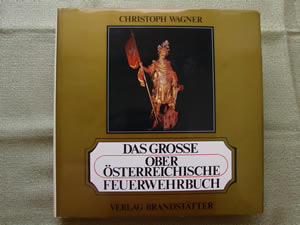 CHRISTOPH WAGNER
DAS GROSSE
OBER
ÖSTERREICHISCHE
FEUERWEHRBUCH
VERLAG BRANDSTÄTTER